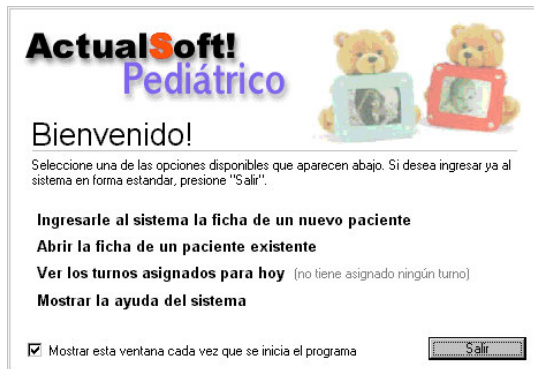 ActualSoft!
Pediátrico
Bienvenido!
Seleccione una de las opciones disponibles que aparecen abajo. Si desea ingresar ya al
sistema en forma estandar, presione "Salir".
Ingresarle al sistema la ficha de un nuevo paciente
Abrir la ficha de un paciente existente
Ver los turnos asignados para hoy (no tiene asignado ningún turno)
Mostrar la ayuda del sistema
Mostrar esta ventana cada vez que se inicia el programa
Salir